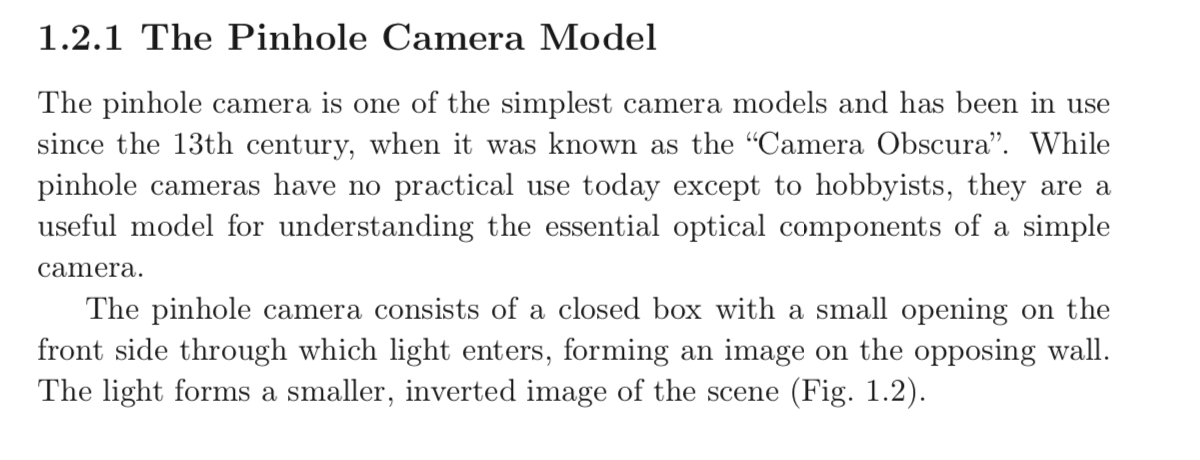 1.2.1 The Pinhole Camera Model
The pinhole camera is one of the simplest camera models and has been in use
since the 13th century, when it was known as the “Camera Obscura”. While
pinhole cameras have no practical use today except to hobbyists, they are a
useful model for understanding the essential optical components of a simple
camera.
The pinhole camera consists of a closed box with a small opening on the
front side through which light enters, forming an image on the opposing wall.
The light forms a smaller, inverted image of the scene (Fig. 1.2).